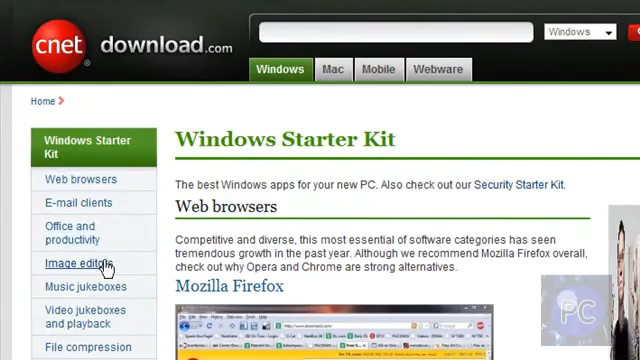 cnet download.com
Windows
Windows Mac Mobile Webware
Home
Windows Starter
Kit
Web browsers
E-mail clients
Office and
productivity
Image editors
Music jukeboxes
Video jukeboxes
and playback
File compression
Windows Starter Kit
The best Windows apps for your new PC. Also check out our Security Starter Kit.
Web browsers
Competitive and diverse, this most essential of software categories has seen
tremendous growth in the past year. Although we recommend Mozilla Firefox overall,
check out why Opera and Chrome are strong alternatives.
Mozilla Firefox
PC